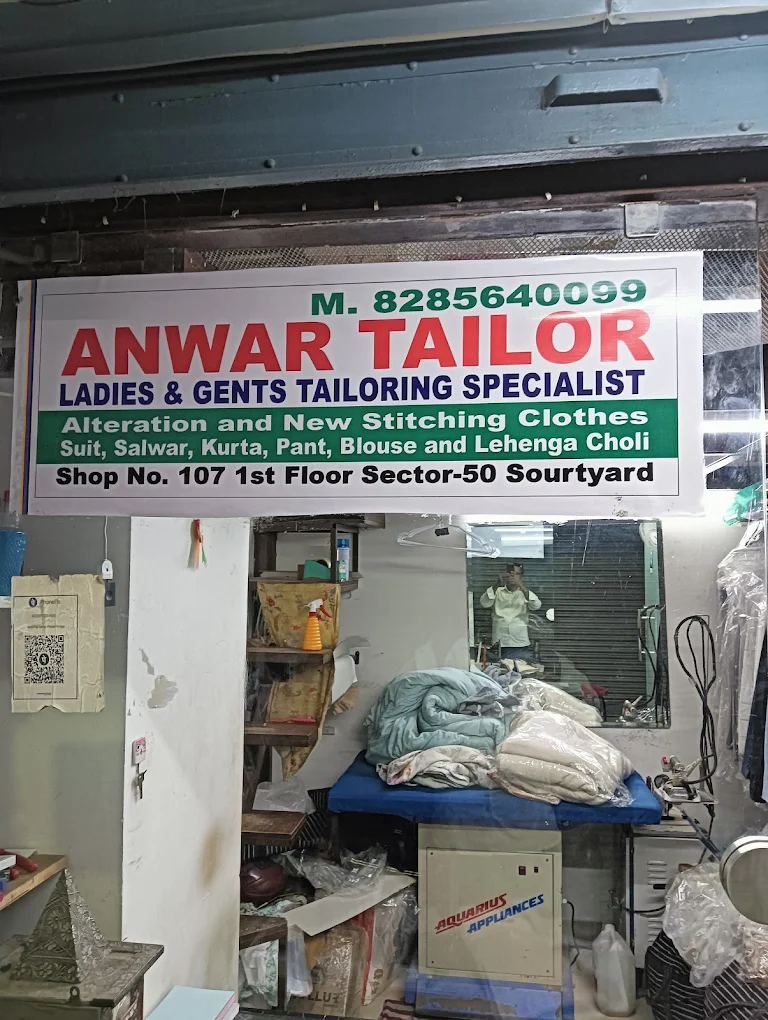 M. 8285640099
ANWAR TAILOR
LADIES & GENTS TAILORING SPECIALIST
Alteration and New Stitching Clothes
Suit, Salwar, Kurta, Pant, Blouse and Lehenga Choli
Shop No. 107 1st Floor Sector-50 Sourtyard
PhonePe
AQUARIUS
APPLIANCES